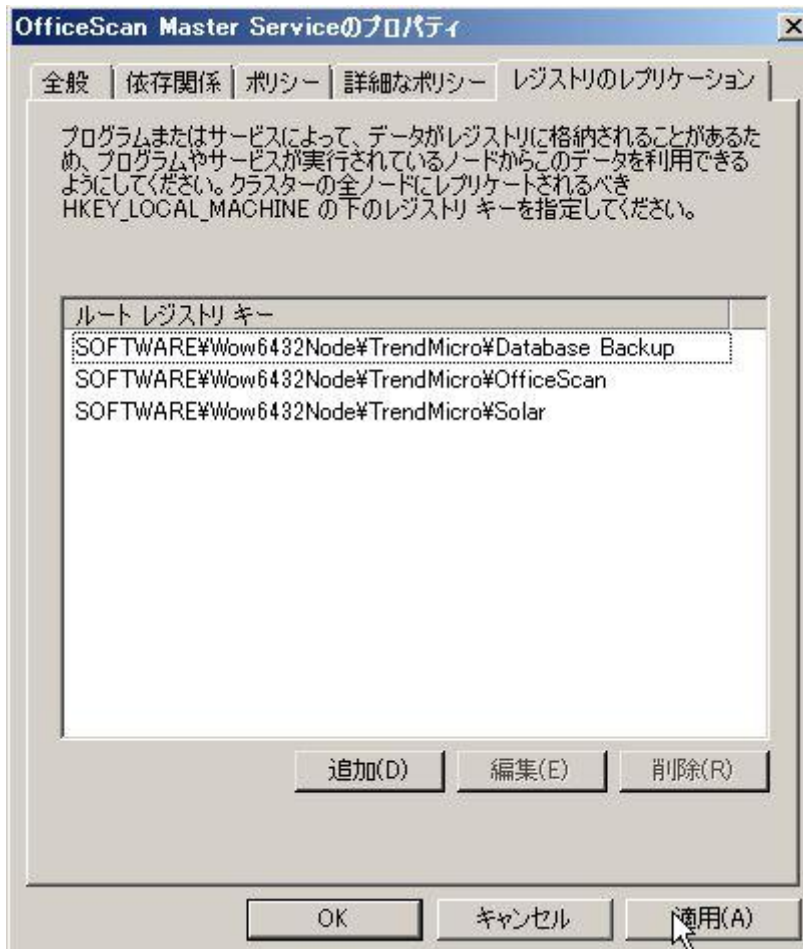 OfficeScan Master Serviceのプロパティ
全般
依存関係
ポリシー
詳細なポリシー
レジストリのレプリケーション
プログラムまたはサービスによって、データがレジストリに格納されることがあるた
め、プログラムやサービスが実行されているノードからこのデータを利用できる
ようにしてください。クラスターの全ノードにレプリケートされるべき
HKEY_LOCAL_MACHINE の下のレジストリ キーを指定してください。
ルート レジストリ キー
SOFTWARE¥Wow6432Node¥TrendMicro¥Database Backup
SOFTWARE¥Wow6432Node¥TrendMicro¥OfficeScan
SOFTWARE¥Wow6432Node¥TrendMicro¥Solar
追加(D)
編集(E)
削除(R)
OK
キャンセル
適用(A)